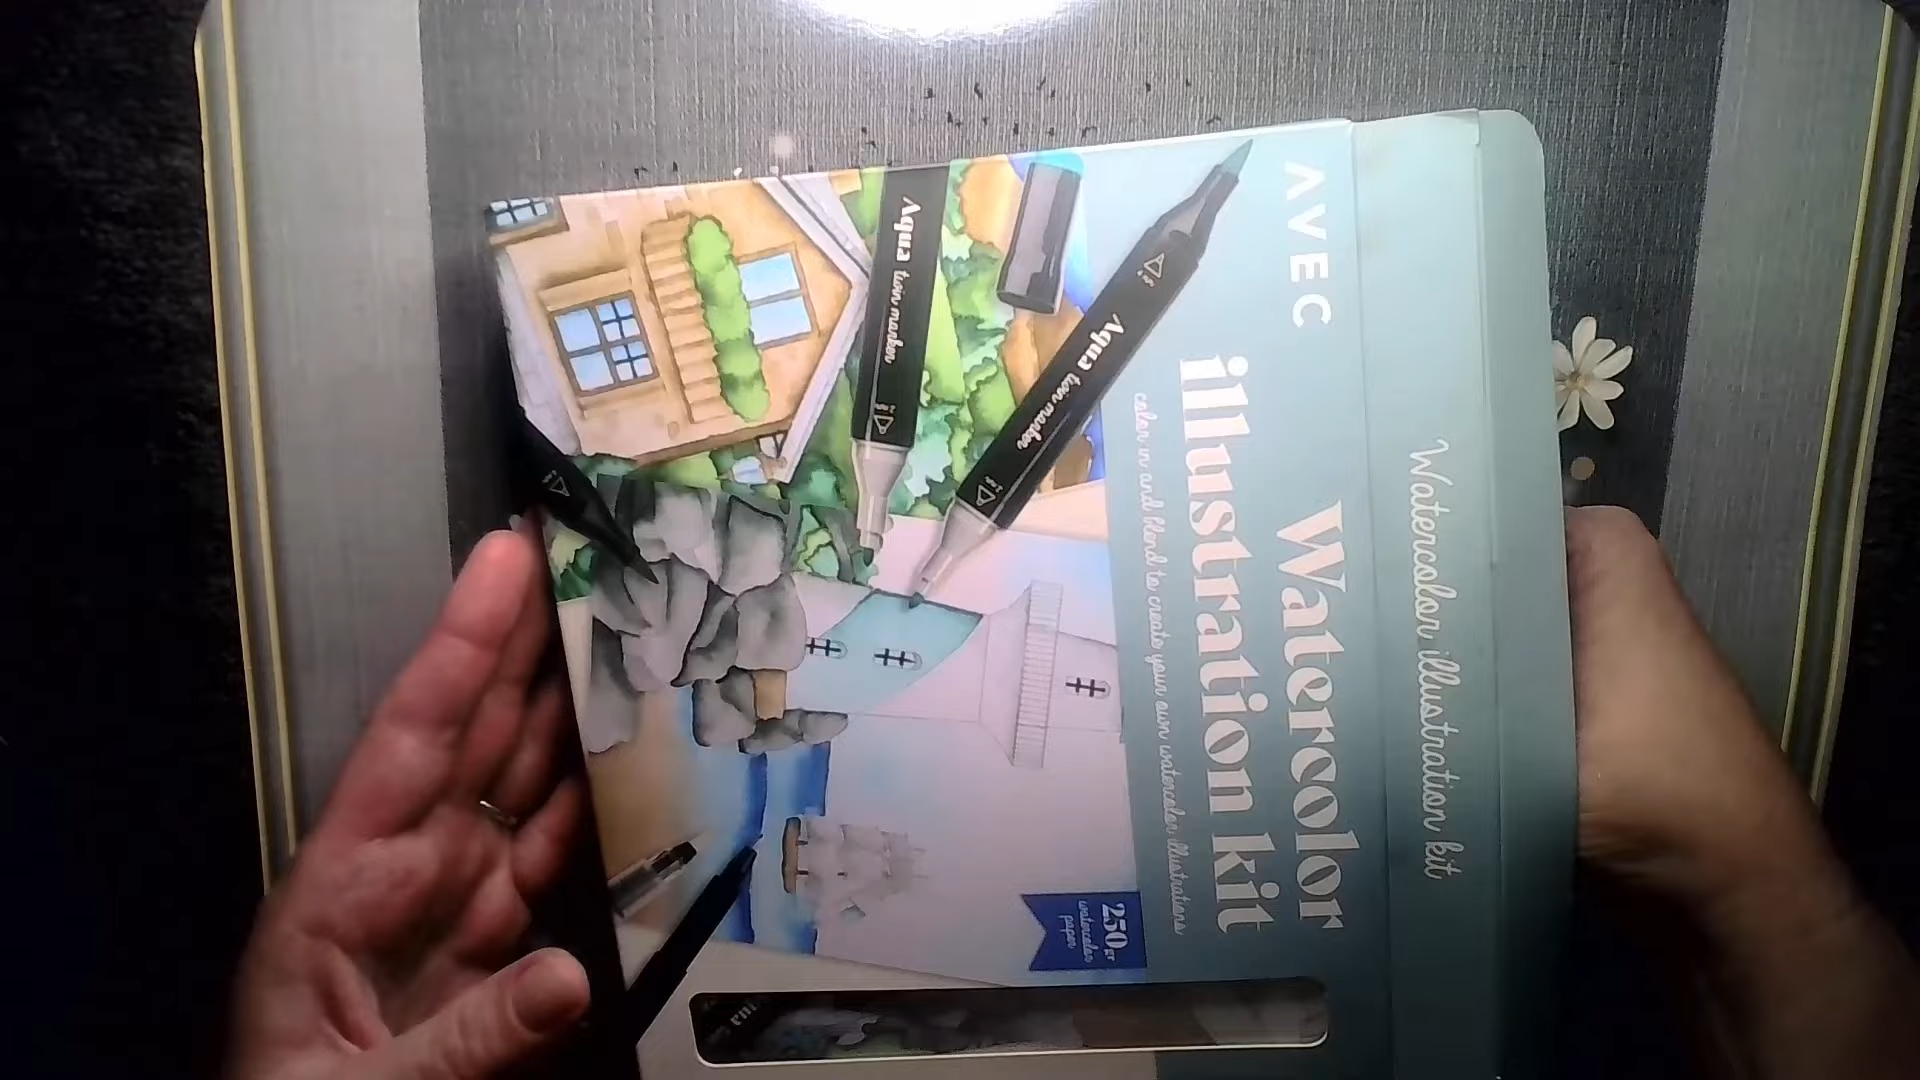 Watercolor illustration kit
AVEC
Watercolor
illustration kit
color in and blend to create your own watercolor illustrations
Aqua twin marker
Aqua twin marker
250gr
watercolor
paper